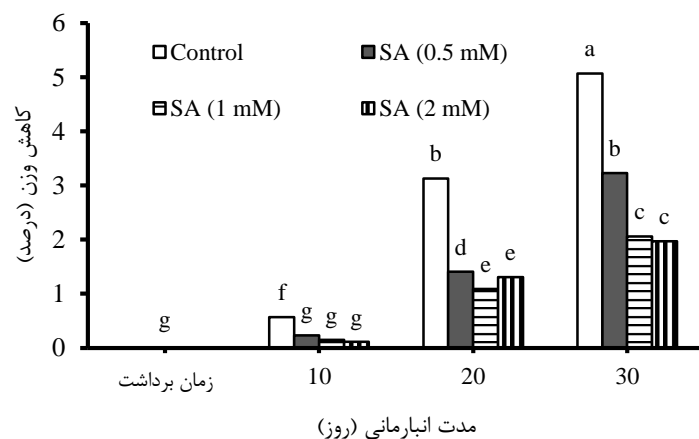 6
5
4
3
2
1
0
کاهش وزن (درصد)
Control
SA (0.5 mM)
SA (1 mM)
SA (2 mM)
g
f
g
g
g
b
d
e
e
a
b
c
c
زمان برداشت
10
20
30
مدت انبارمانی (روز)